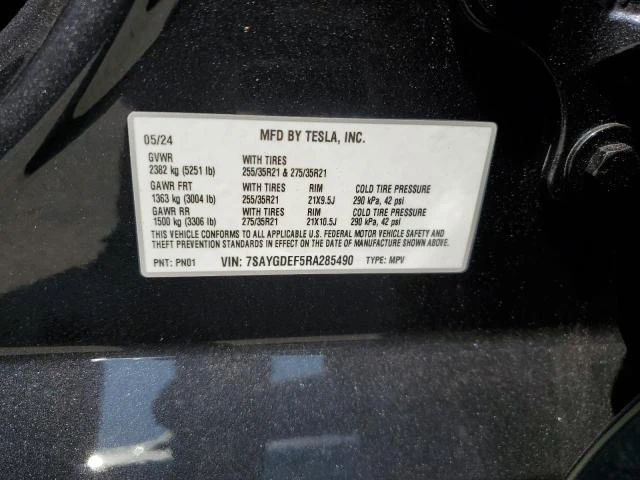 05/24 MFD BY TESLA, INC.
GVWR WITH TIRES
2382 kg (5251 lb) 255/35R21 & 275/35R21
GAWR FRT WITH TIRES RIM COLD TIRE PRESSURE
1363 kg (3004 lb) 255/35R21 21X9.5J 290 kPa, 42 psi
GAWR RR WITH TIRES RIM COLD TIRE PRESSURE
1500 kg (3306 lb) 275/35R21 21X10.5J 290 kPa, 42 psi
THIS VEHICLE CONFORMS TO ALL APPLICABLE U.S. FEDERAL MOTOR VEHICLE SAFETY AND
THEFT PREVENTION STANDARDS IN EFFECT ON THE DATE OF MANUFACTURE SHOWN ABOVE.
PNT: PN01 VIN: 7SAYGDEF5RA285490 TYPE: MPV